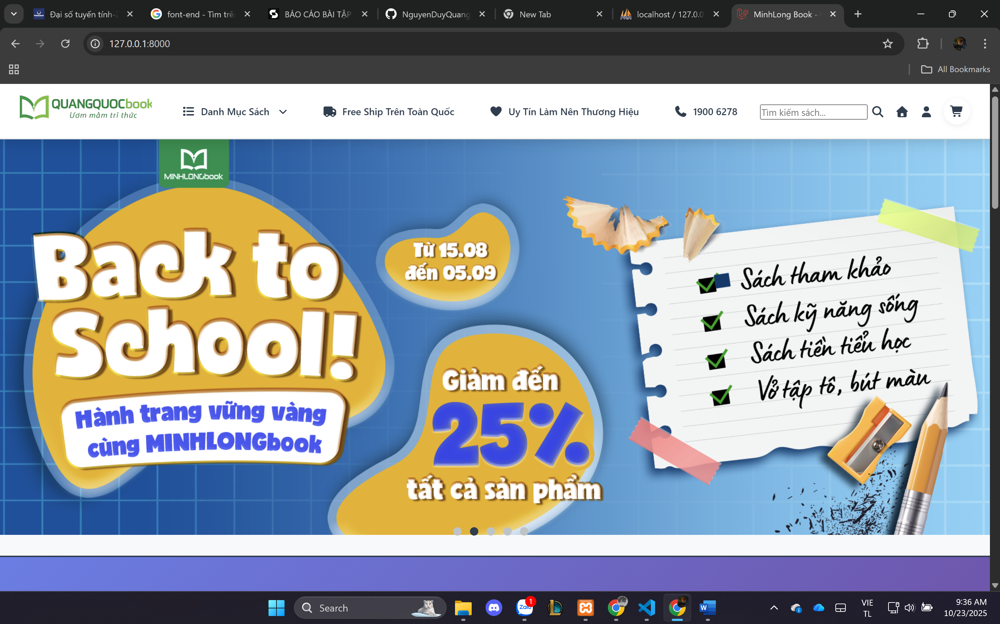 Đại số tuyến tính-2
font-end - Tìm trê
BÁO CÁO BÀI TẬP
NguyenDuyQuang
New Tab
localhost / 127.0.0
MinhLong Book -
127.0.0.1:8000
All Bookmarks
QUANGQUOCbook
Ươm mầm tri thức
Danh Mục Sách
Free Ship Trên Toàn Quốc
Uy Tín Làm Nên Thương Hiệu
1900 6278
Tìm kiếm sách...
MINHLONGbook
Back to
School!
Hành trang vững vàng
cùng MINHLONGbook
Từ 15.08
đến 05.09
Giảm đến
25%
tất cả sản phẩm
Sách tham khảo
Sách kỹ năng sống
Sách tiền tiểu học
Vở tập tô, bút màu
Search
Zalo
1
VIE
TL
9:36 AM
10/23/2025